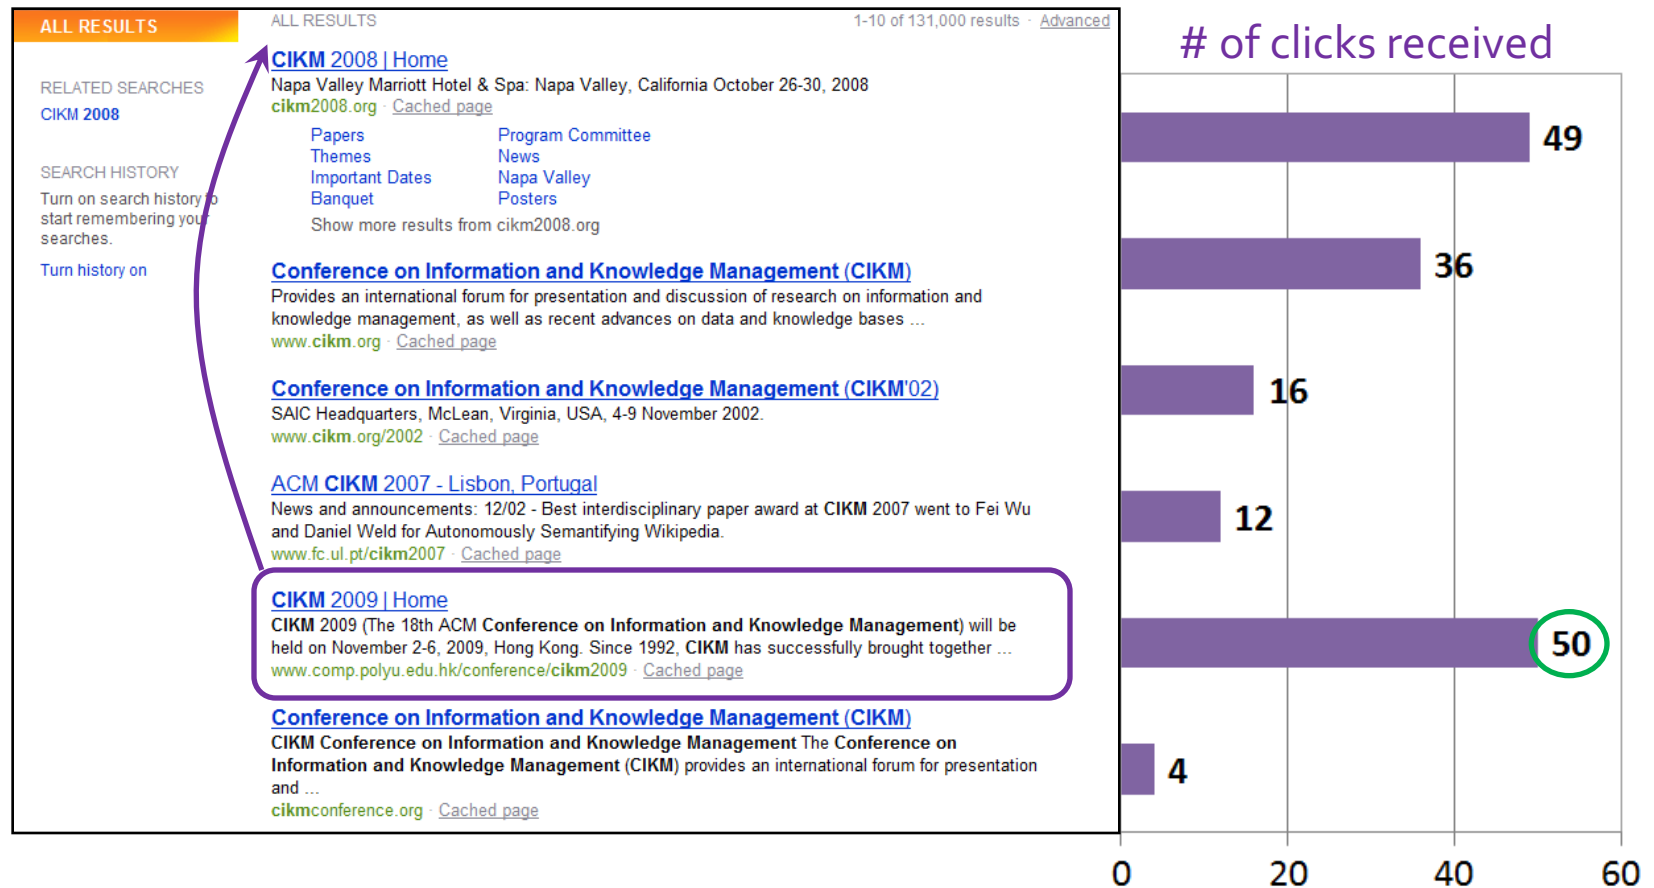 ALL RESULTS
RELATED SEARCHES
CIKM 2008
SEARCH HISTORY
Turn on search history to
start remembering your
searches.
Turn history on
ALL RESULTS
1-10 of 131,000 results · Advanced
CIKM 2008 | Home
Napa Valley Marriott Hotel & Spa: Napa Valley, California October 26-30, 2008
cikm2008.org · Cached page
Papers
Program Committee
Themes
News
Important Dates
Napa Valley
Banquet
Posters
Show more results from cikm2008.org
Conference on Information and Knowledge Management (CIKM)
Provides an international forum for presentation and discussion of research on information and
knowledge management, as well as recent advances on data and knowledge bases ...
www.cikm.org · Cached page
Conference on Information and Knowledge Management (CIKM'02)
SAIC Headquarters, McLean, Virginia, USA, 4-9 November 2002.
www.cikm.org/2002 · Cached page
ACM CIKM 2007 - Lisbon, Portugal
News and announcements: 12/02 - Best interdisciplinary paper award at CIKM 2007 went to Fei Wu
and Daniel Weld for Autonomously Semantifying Wikipedia.
www.fc.ul.pt/cikm2007 · Cached page
CIKM 2009 | Home
CIKM 2009 (The 18th ACM Conference on Information and Knowledge Management) will be
held on November 2-6, 2009, Hong Kong. Since 1992, CIKM has successfully brought together ...
www.comp.polyu.edu.hk/conference/cikm2009 · Cached page
Conference on Information and Knowledge Management (CIKM)
CIKM Conference on Information and Knowledge Management The Conference on
Information and Knowledge Management (CIKM) provides an international forum for presentation
and ...
cikmconference.org · Cached page
# of clicks received
49
36
16
12
50
4
0 20 40 60